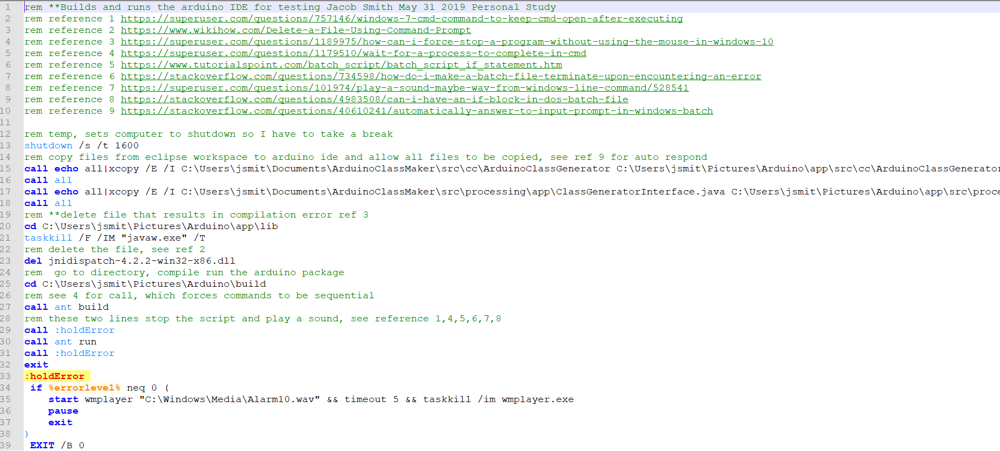 1 rem **Builds and runs the arduino IDE for testing Jacob Smith May 31 2019 Personal Study
2 rem reference 1 https://superuser.com/questions/757146/windows-7-cmd-command-to-keep-cmd-open-after-executing
3 rem reference 2 https://www.wikihow.com/Delete-a-File-Using-Command-Prompt
4 rem reference 3 https://superuser.com/questions/1189975/how-can-i-force-stop-a-program-without-using-the-mouse-in-windows-10
5 rem reference 4 https://superuser.com/questions/1179510/wait-for-a-process-to-complete-in-cmd
6 rem reference 5 https://www.tutorialspoint.com/batch_script/batch_script_if_statement.htm
7 rem reference 6 https://stackoverflow.com/questions/734598/how-do-i-make-a-batch-file-terminate-upon-encountering-an-error
8 rem reference 7 https://superuser.com/questions/101974/play-a-sound-maybe-wav-from-windows-line-command/528541
9 rem reference 8 https://stackoverflow.com/questions/4983508/can-i-have-an-if-block-in-dos-batch-file
10 rem reference 9 https://stackoverflow.com/questions/40610241/automatically-answer-to-input-prompt-in-windows-batch
11
12 rem temp, sets computer to shutdown so I have to take a break
13 shutdown /s /t 1600
14 rem copy files from eclipse workspace to arduino ide and allow all files to be copied, see ref 9 for auto respond
15 call echo all|xcopy /E /I C:\Users\jsmit\Documents\ArduinoClassMaker\src\cc\ArduinoClassGenerator C:\Users\jsmit\Pictures\Arduino\app\src\cc\ArduinoClassGenerator
16 call all
17 call echo all|xcopy /E /I C:\Users\jsmit\Documents\ArduinoClassMaker\src\processing\app\ClassGeneratorInterface.java C:\Users\jsmit\Pictures\Arduino\app\src\proce
18 call all
19 rem **delete file that results in compilation error ref 3
20 cd C:\Users\jsmit\Pictures\Arduino\app\lib
21 taskkill /F /IM "javaw.exe" /T
22 rem delete the file, see ref 2
23 del jnidispatch-4.2.2-win32-x86.dll
24 rem  go to directory, compile run the arduino package
25 cd C:\Users\jsmit\Pictures\Arduino\build
26 rem see 4 for call, which forces commands to be sequential
27 call ant build
28 rem these two lines stop the script and play a sound, see reference 1,4,5,6,7,8
29 call :holdError
30 call ant run
31 call :holdError
32 exit
33 :holdError
34 if %errorlevel% neq 0 (
35 start wmplayer "C:\Windows\Media\Alarm10.wav" && timeout 5 && taskkill /im wmplayer.exe
36 pause
37 exit
38 )
39 EXIT /B 0